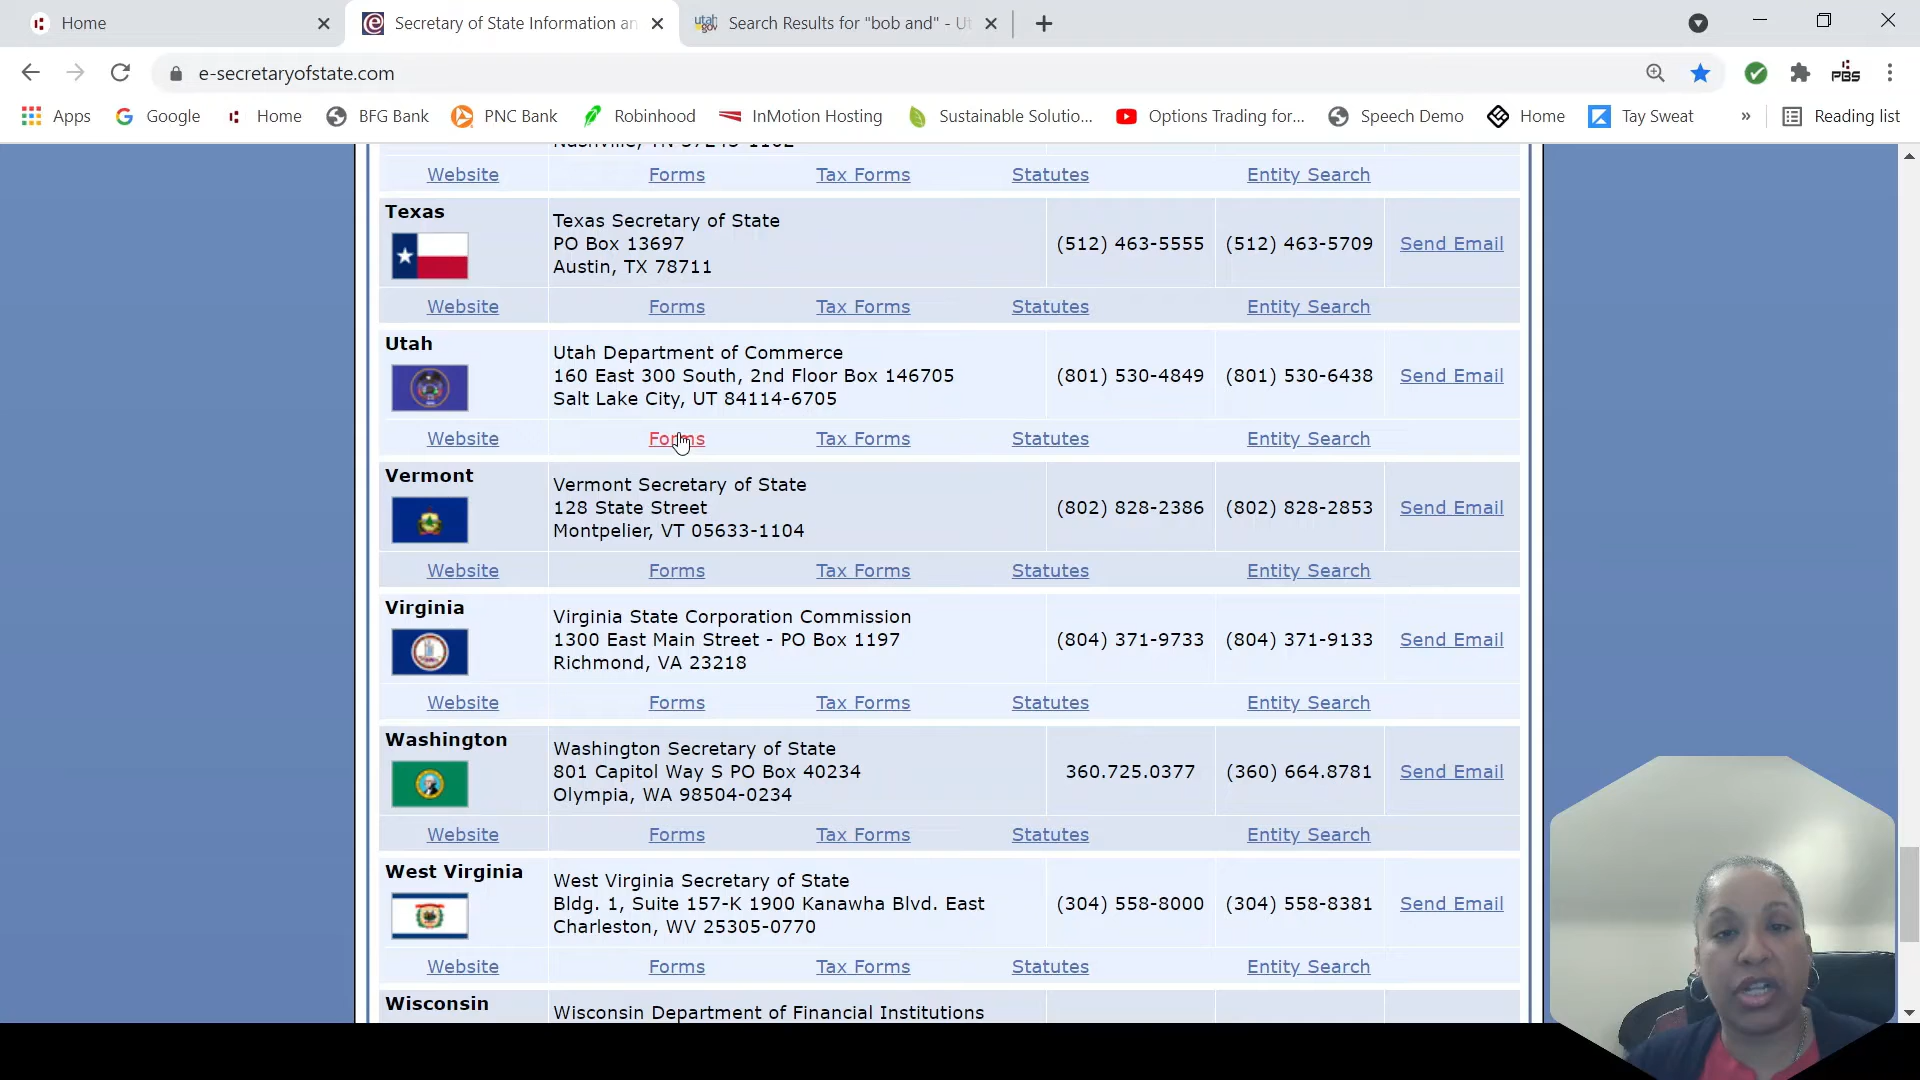 Home
Secretary of State Information an
Search Results for "bob and" - Ut
e-secretaryofstate.com
PBS
Apps
Google
Home
BFG Bank
PNC Bank
Robinhood
InMotion Hosting
Sustainable Solutio...
Options Trading for...
Speech Demo
Home
Tay Sweat
»
Reading list
Nashville, TN 37243-1102
Website Forms Tax Forms Statutes Entity Search
Texas
Texas Secretary of State
PO Box 13697
Austin, TX 78711
(512) 463-5555 (512) 463-5709 Send Email
Website Forms Tax Forms Statutes Entity Search
Utah
Utah Department of Commerce
160 East 300 South, 2nd Floor Box 146705
Salt Lake City, UT 84114-6705
(801) 530-4849 (801) 530-6438 Send Email
Website Forms Tax Forms Statutes Entity Search
Vermont
Vermont Secretary of State
128 State Street
Montpelier, VT 05633-1104
(802) 828-2386 (802) 828-2853 Send Email
Website Forms Tax Forms Statutes Entity Search
Virginia
Virginia State Corporation Commission
1300 East Main Street - PO Box 1197
Richmond, VA 23218
(804) 371-9733 (804) 371-9133 Send Email
Website Forms Tax Forms Statutes Entity Search
Washington
Washington Secretary of State
801 Capitol Way S PO Box 40234
Olympia, WA 98504-0234
360.725.0377 (360) 664.8781 Send Email
Website Forms Tax Forms Statutes Entity Search
West Virginia
West Virginia Secretary of State
Bldg. 1, Suite 157-K 1900 Kanawha Blvd. East
Charleston, WV 25305-0770
(304) 558-8000 (304) 558-8381 Send Email
Website Forms Tax Forms Statutes Entity Search
Wisconsin
Wisconsin Department of Financial Institutions